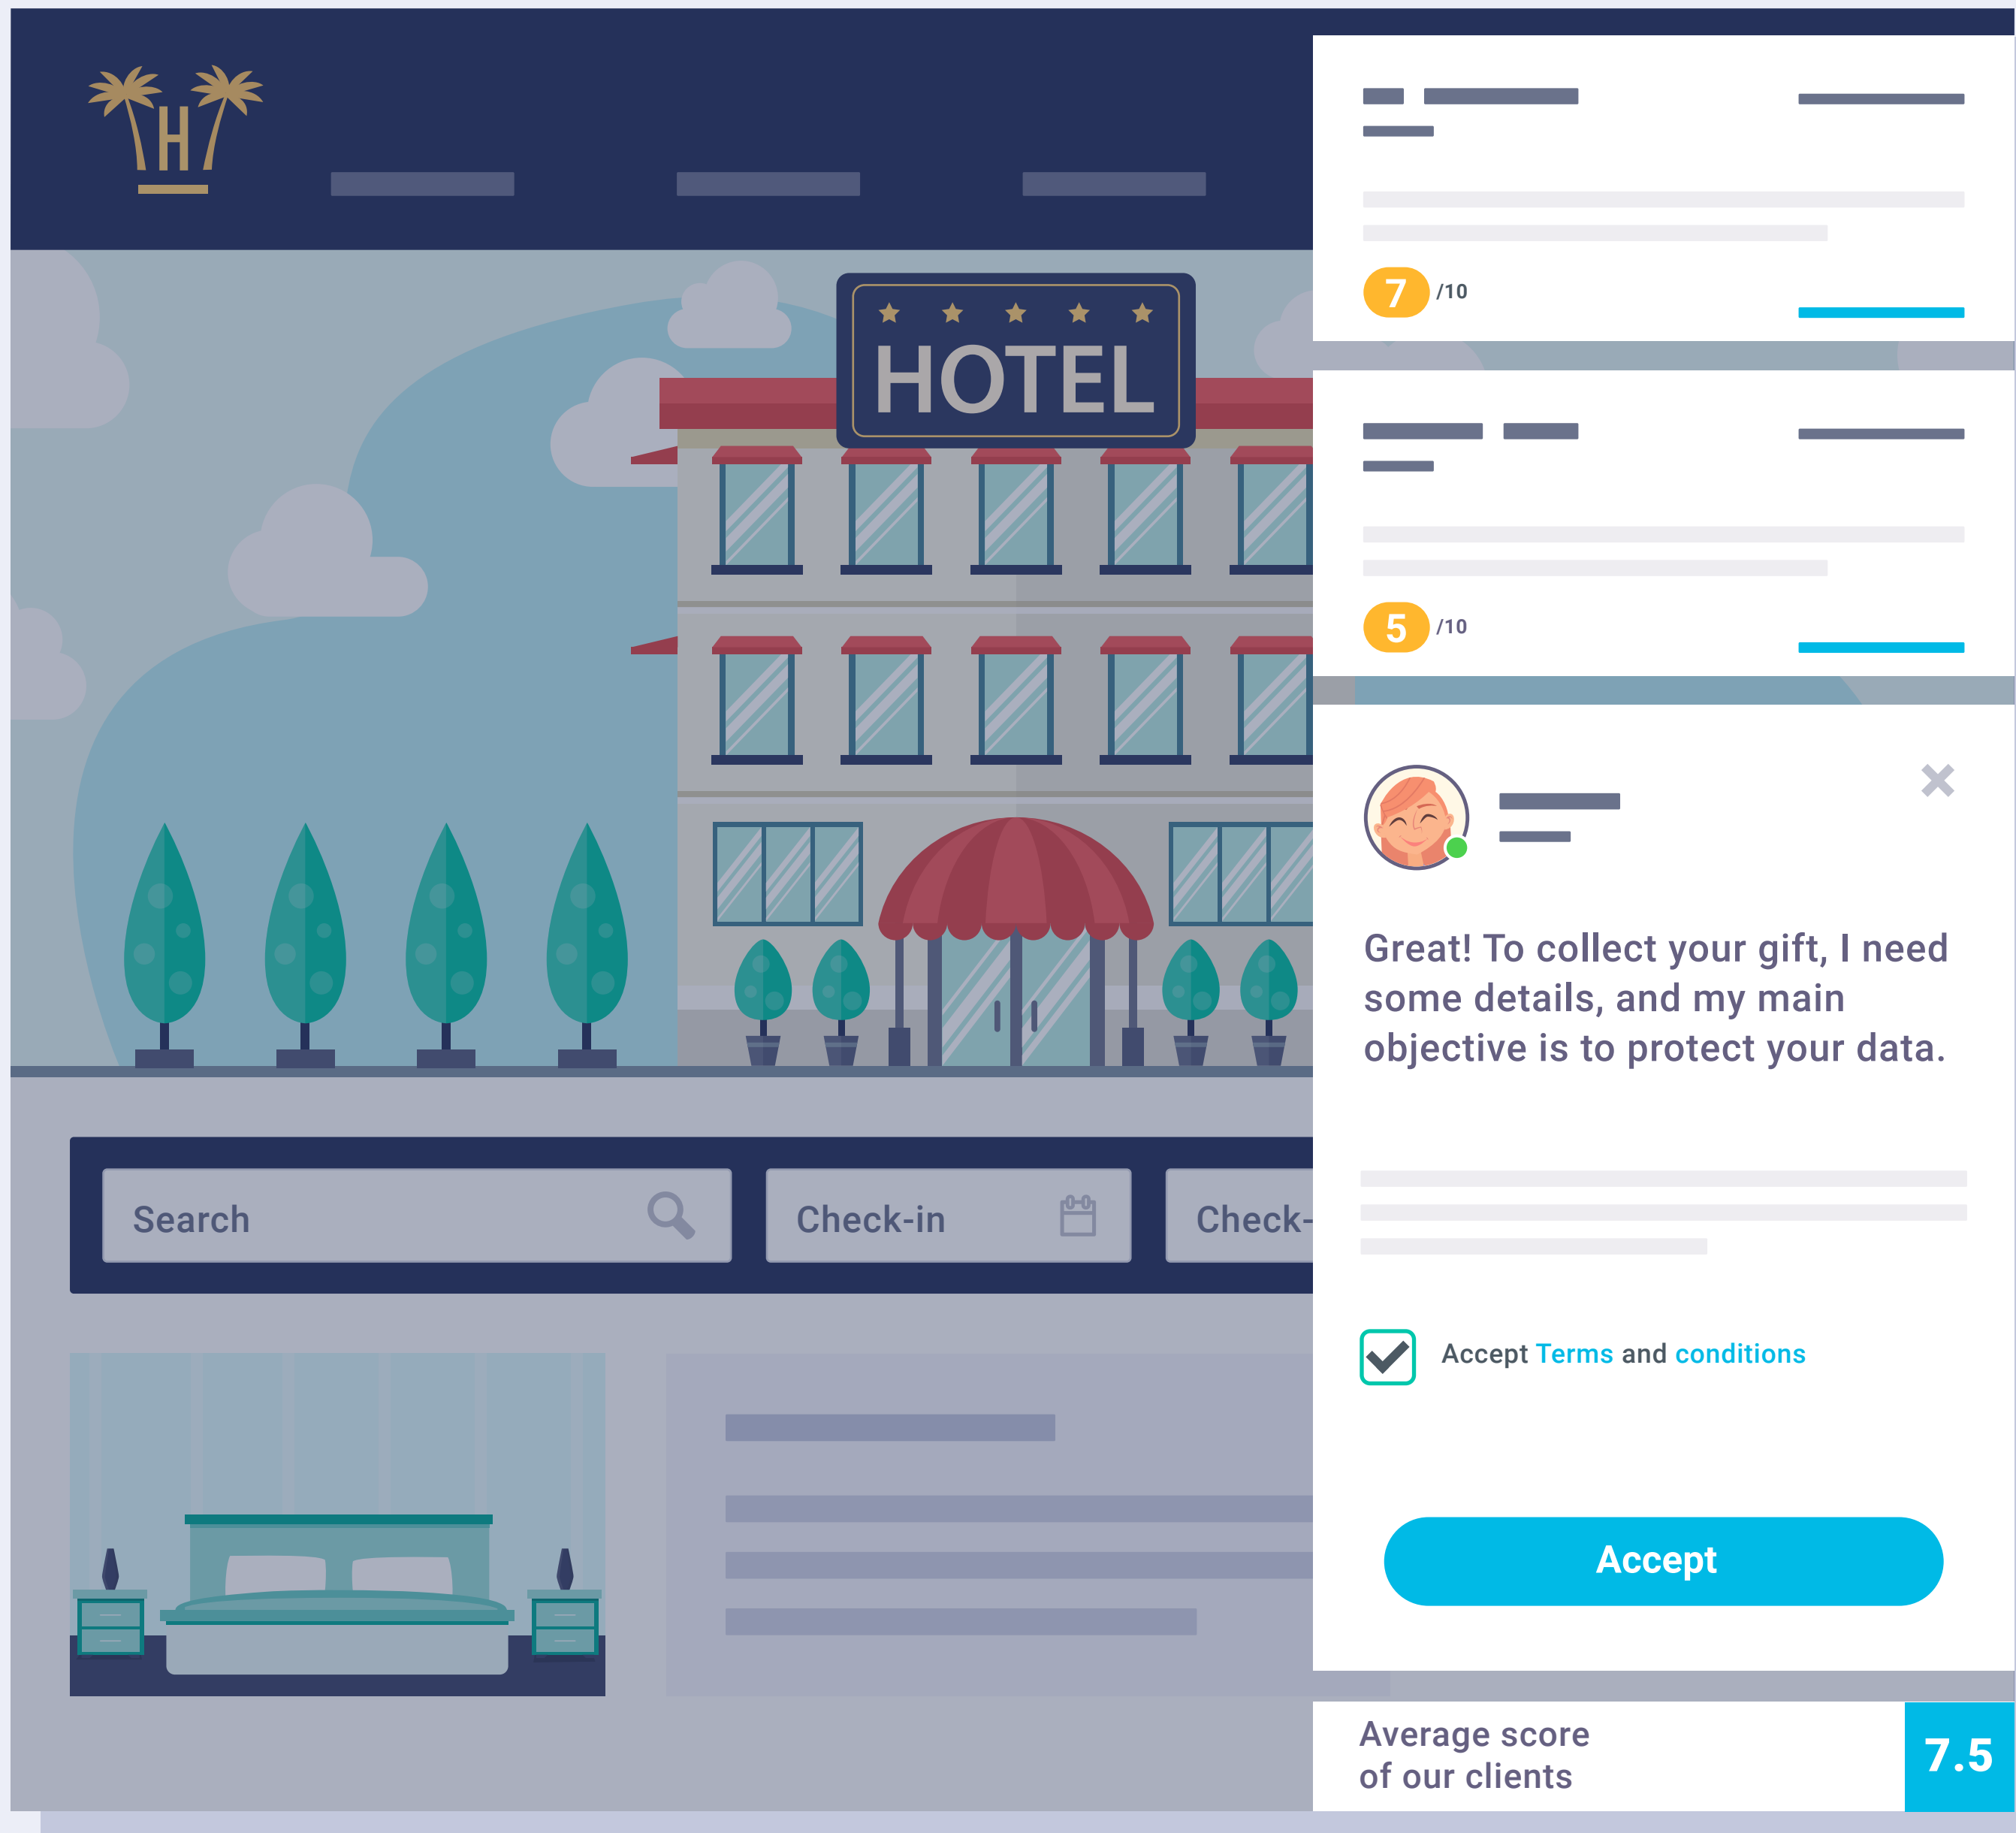 H
HOTEL
7 /10
5 /10
Great! To collect your gift, I need
some details, and my main
objective is to protect your data.
Search
Check-in
Check-
Accept Terms and conditions
Accept
Average score
of our clients
7.5